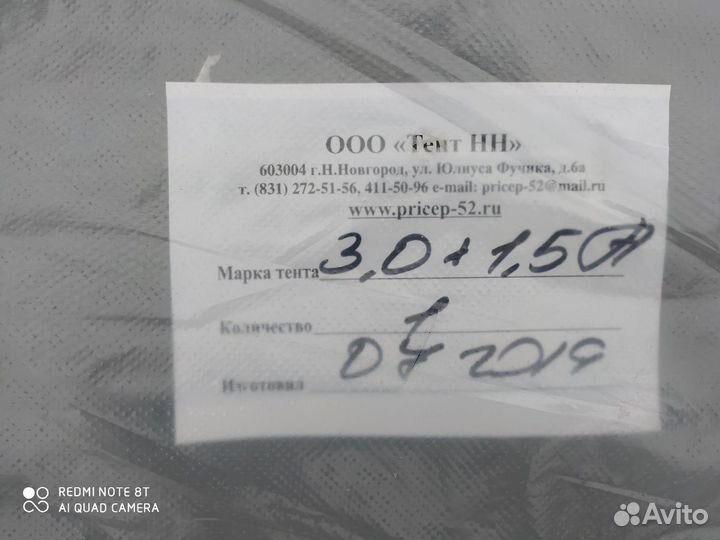 ООО «Тент НН»
603004 г.Н.Новгород, ул. Юлиуса Фучика, д.6а
т. (831) 272-51-56, 411-50-96 e-mail: pricep-52@mail.ru
www.pricep-52.ru
Марка тента 3,0 х 1,5
Количество 1
Изготовил 07 2019
REDMI NOTE 8T
AI QUAD CAMERA
Avito